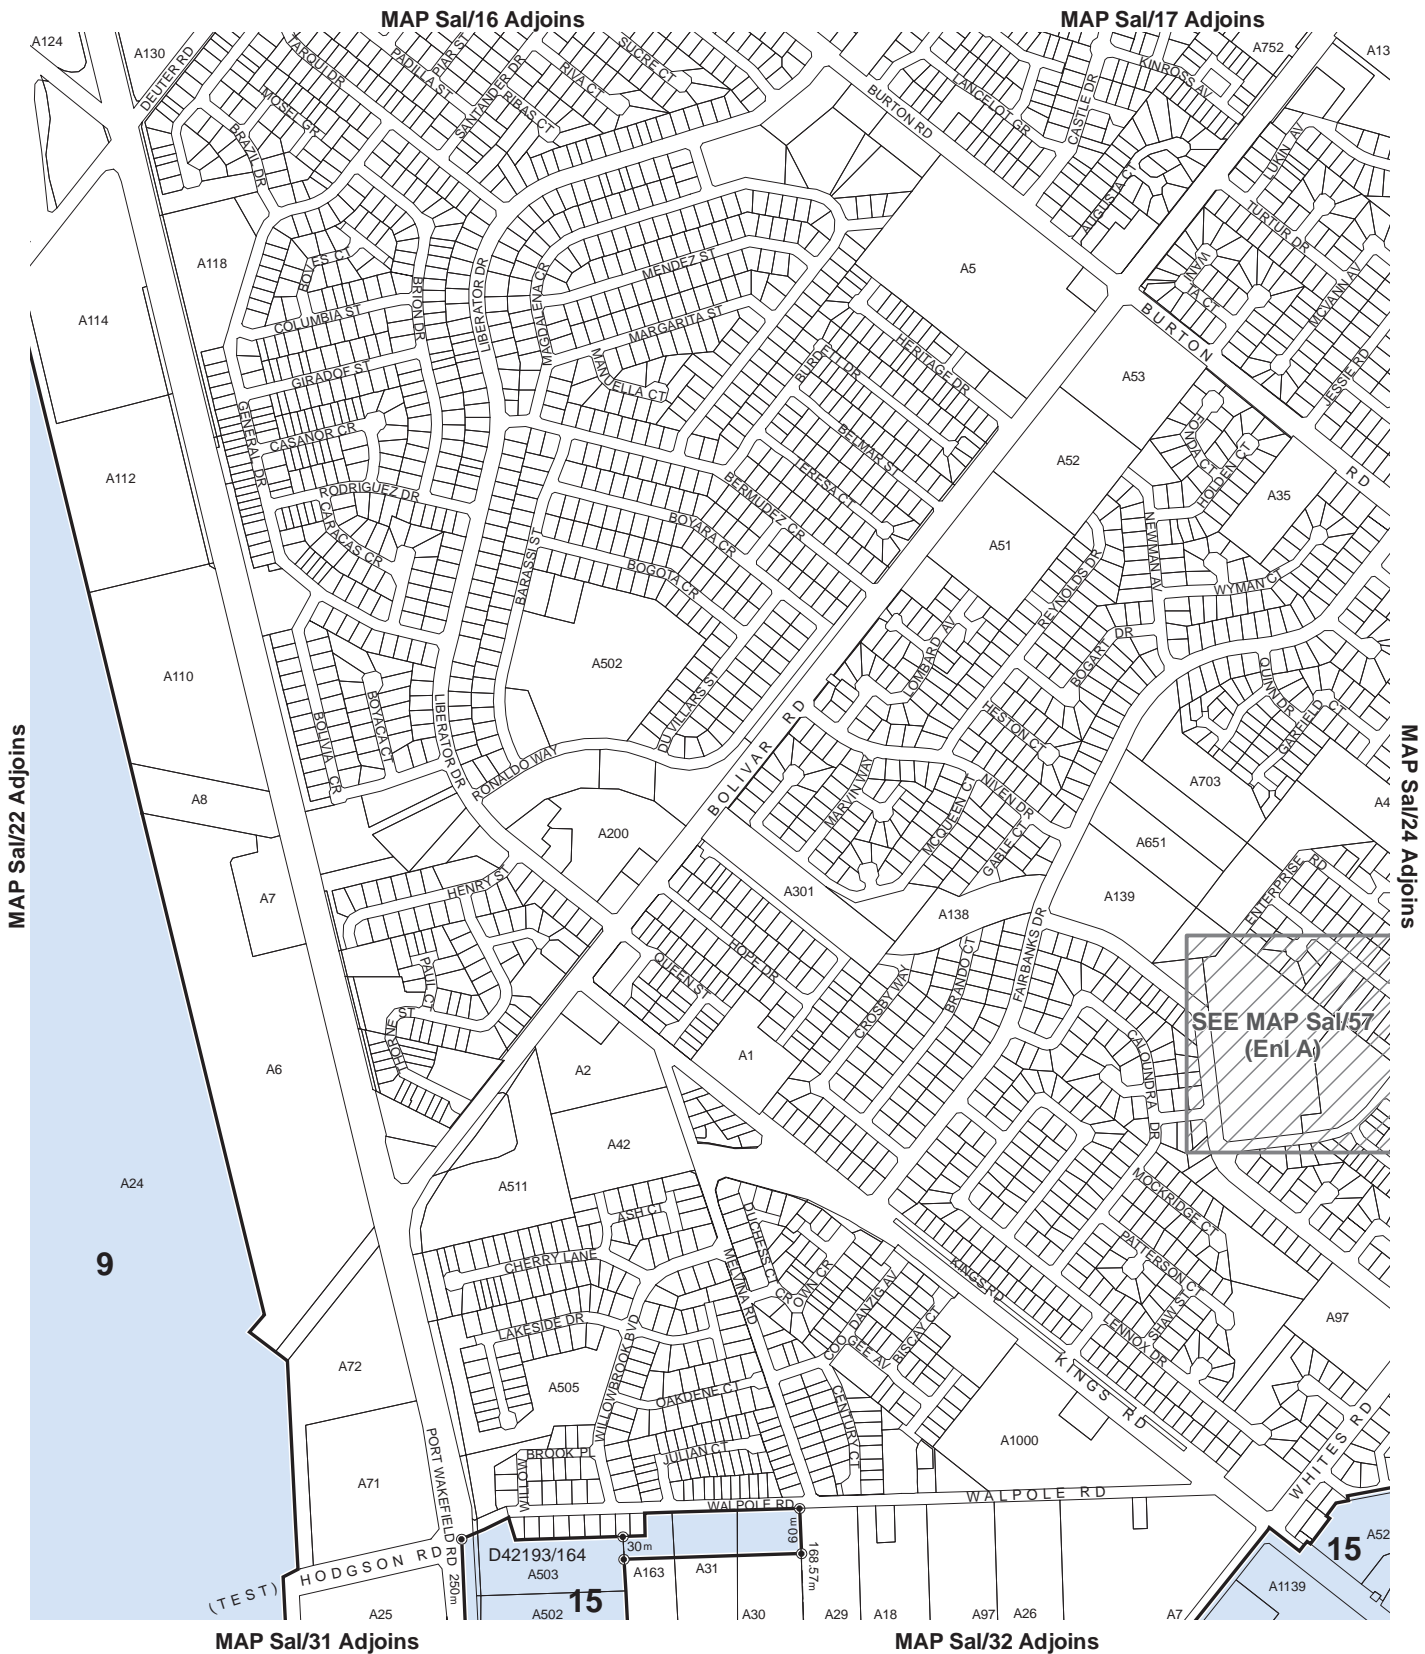 MAP Sal/16 Adjoins
MAP Sal/17 Adjoins
A124
A130
DEUTER RD
TARQUI DR
PADILLA ST
PIAR ST
SANTANDER DR
RIBAS CT
RIVA CT
SUCRE CT
MOSEL GR
BRAZIL DR
BURTON RD
LANCELOT GR
CASTLE DR
KINROSS AV
A752
A13
AUGUSTA CT
LUKIN AV
TURTUR DR
WANI
TA CT
MCVANN AV
JESSIE RD
BURTON
RD
A118
A114
A5
BOVES CT
COLUMBIA ST
BRION DR
LIBERATOR DR
MAGDALENA CR
MENDEZ ST
MARGARITA ST
MANUELLA CT
GIRADOF ST
GENERAL DR
CASANOR CR
RODRIGUEZ DR
CARACAS CR
BURDETT DR
HERITAGE DR
BELMAR ST
TERESA CT
BERMUDEZ CR
BOYARA CR
BOGOTA CR
BARASSI ST
A53
A52
A35
A51
A112
HOLDEN CT
NEWMAN AV
REYNOLDS DR
WYMAN CT
BOGARY
DR
LOMBARD AV
QUINN DR
GARFIELD CT
HESTON CT
A110
A502
BOLIVIA CR
BOYACA CT
LIBERATOR DR
RONALDO WAY
DUVILLARS ST
BOLIVAR RD
MARVIN WAY
MCQUEEN CT
NIVEN DR
GABLE CT
A703
A4
A651
A139
ENTERPRISE RD
MAP Sal/22 Adjoins
MAP Sal/24 Adjoins
A8
A7
A200
A301
A138
HENRY ST
PAUL CT
QUEEN ST
HOPE DR
CROSBY WAY
BRANDO CT
FAIRBANKS DR
SEE MAP Sal/57
(Enl A)
CALOUNDRA DR
A6
A2
A1
A42
A24
A511
9
ASH CT
CHERRY LANE
LAKESIDE DR
WILLOWBROOK BVD
MELVINA RD
DUCHESS CT
CROWN CR
DANZIG AV
COO
GEE AV
BISCAY CT
KINGS RD
MOCKRIDGE CT
PATTERSON CT
SHAW ST
LENNOX DR
A97
A72
A505
OAKDENE CT
CENTURY CT
KINGS RD
A1000
WHITES RD
A71
PORT WAKEFIELD RD
BROOK PL
WILLOW
JULIAN CT
WALPOLE RD
WALPOLE RD
(TEST) HODGSON RD
D42193/164
A503
30m
60m
168.57m
250m
A163
A31
15
A52
15
A1139
A25
A502
A30
A29
A18
A97
A26
A7
MAP Sal/31 Adjoins
MAP Sal/32 Adjoins